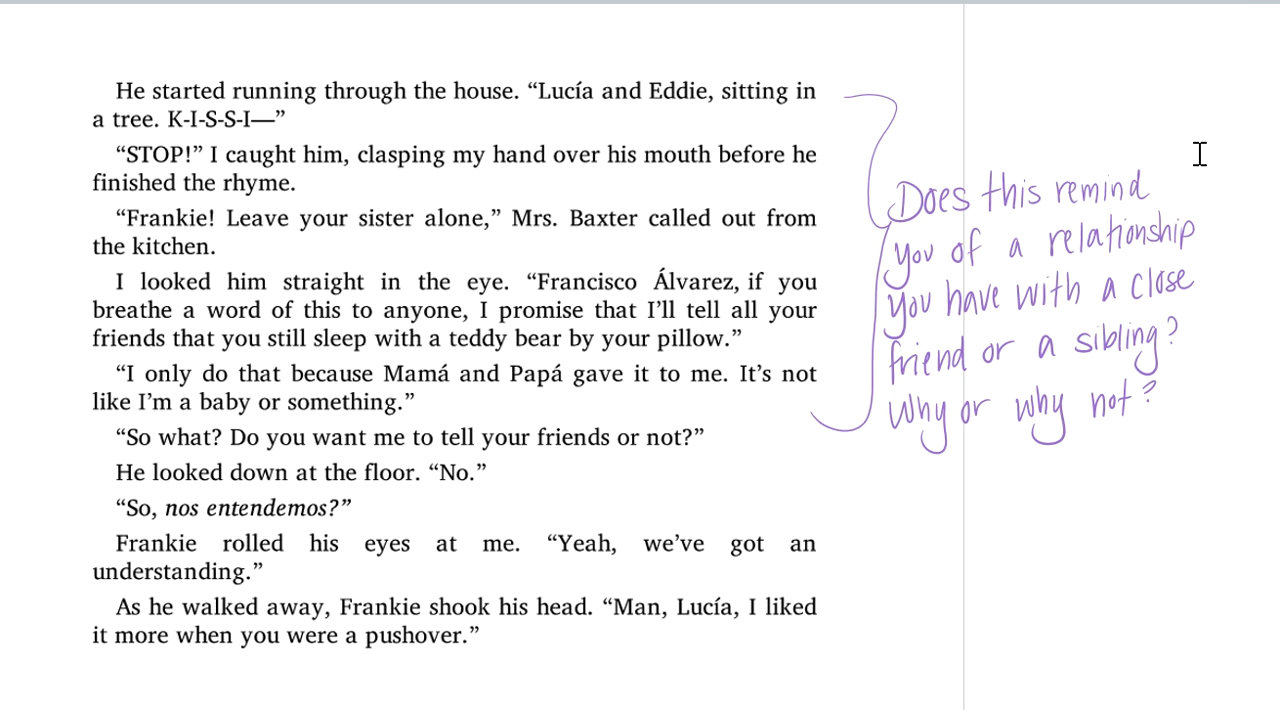 He started running through the house. “Lucía and Eddie, sitting in
a tree. K-I-S-S-I—”
“STOP!” I caught him, clasping my hand over his mouth before he
finished the rhyme.
“Frankie! Leave your sister alone,” Mrs. Baxter called out from
the kitchen.
I looked him straight in the eye. “Francisco Álvarez, if you
breathe a word of this to anyone, I promise that I’ll tell all your
friends that you still sleep with a teddy bear by your pillow.”
“I only do that because Mamá and Papá gave it to me. It’s not
like I’m a baby or something.”
“So what? Do you want me to tell your friends or not?”
He looked down at the floor. “No.”
“So, nos entendemos?”
Frankie rolled his eyes at me. “Yeah, we’ve got an
understanding.”
As he walked away, Frankie shook his head. “Man, Lucía, I liked
it more when you were a pushover.”
Does this remind
you of a relationship
you have with a close
friend or a sibling?
Why or why not?